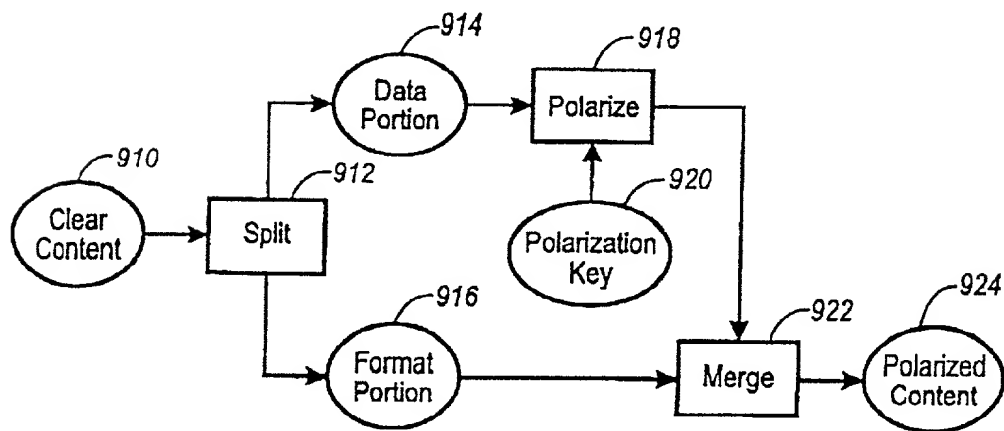 914
Data
Portion
918
Polarize
910
Clear
Content
912
Split
920
Polarization
Key
916
Format
Portion
922
Merge
924
Polarized
Content